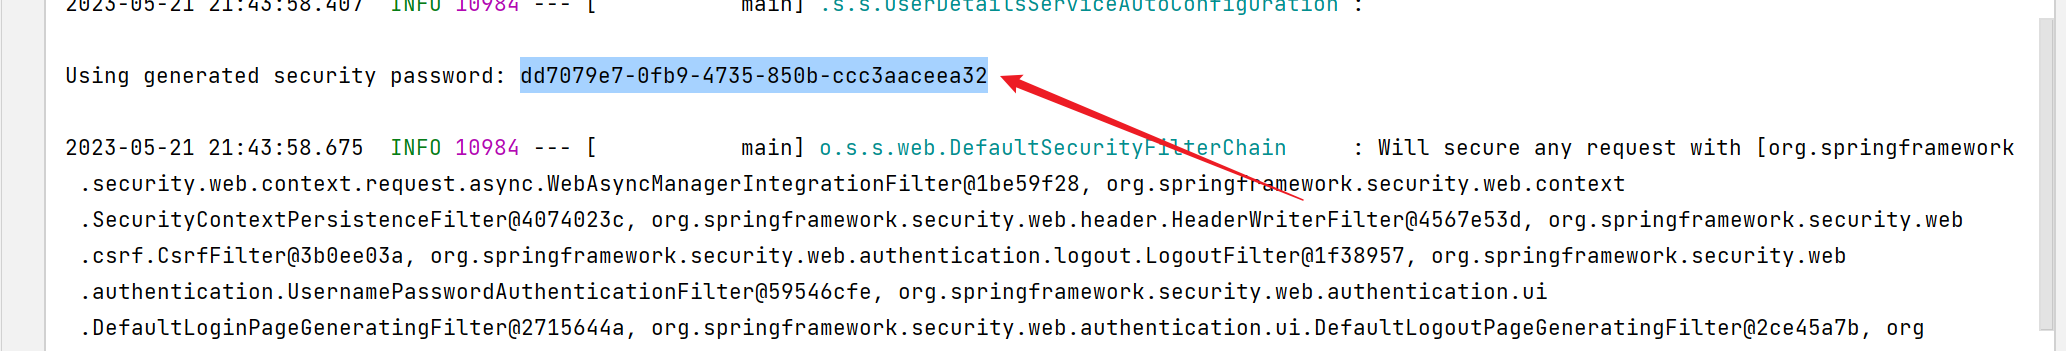 2023-05-21 21:43:58.407  INFO 10984 --- [           main] .s.s.UserDetailsServiceAutoConfiguration :
Using generated security password: dd7079e7-0fb9-4735-850b-ccc3aaceea32
2023-05-21 21:43:58.675  INFO 10984 --- [           main] o.s.s.web.DefaultSecurityFilterChain     : Will secure any request with [org.springframework
.security.web.context.request.async.WebAsyncManagerIntegrationFilter@1be59f28, org.springframework.security.web.context
.SecurityContextPersistenceFilter@4074023c, org.springframework.security.web.header.HeaderWriterFilter@4567e53d, org.springframework.security.web
.csrf.CsrfFilter@3b0ee03a, org.springframework.security.web.authentication.logout.LogoutFilter@1f38957, org.springframework.security.web
.authentication.UsernamePasswordAuthenticationFilter@59546cfe, org.springframework.security.web.authentication.ui
.DefaultLoginPageGeneratingFilter@2715644a, org.springframework.security.web.authentication.ui.DefaultLogoutPageGeneratingFilter@2ce45a7b, org